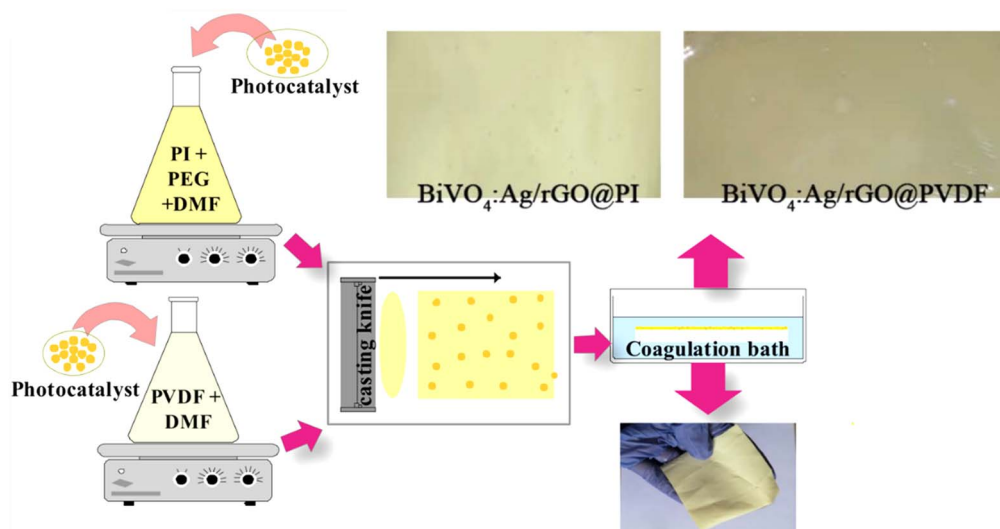 Photocatalyst
PI +
PEG
+DMF
BiVO₄:Ag/rGO@PI
BiVO₄:Ag/rGO@PVDF
casting knife
Photocatalyst
PVDF +
DMF
Coagulation bath